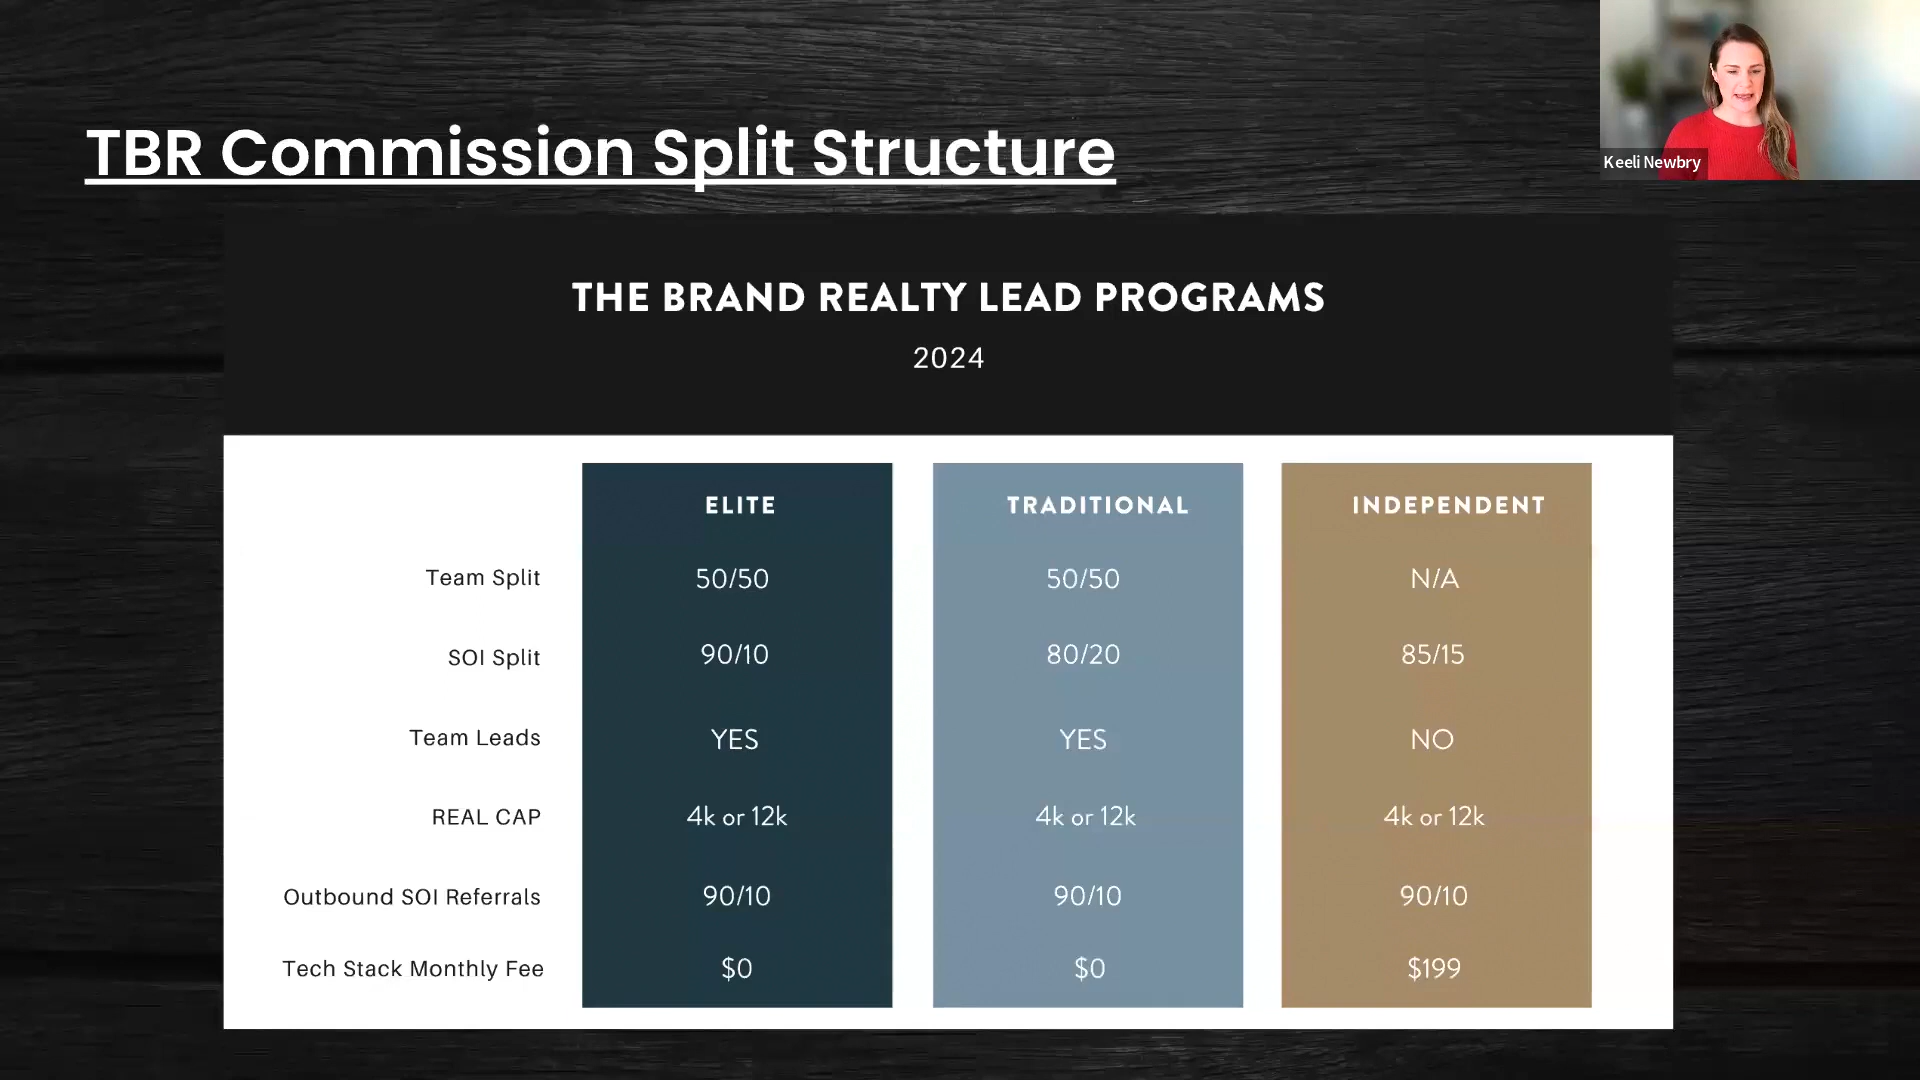 TBR Commission Split Structure
Keeli Newbry
THE BRAND REALTY LEAD PROGRAMS
2024
ELITE TRADITIONAL INDEPENDENT
Team Split 50/50 50/50 N/A
SOI Split 90/10 80/20 85/15
Team Leads YES YES NO
REAL CAP 4k or 12k 4k or 12k 4k or 12k
Outbound SOI Referrals 90/10 90/10 90/10
Tech Stack Monthly Fee $0 $0 $199